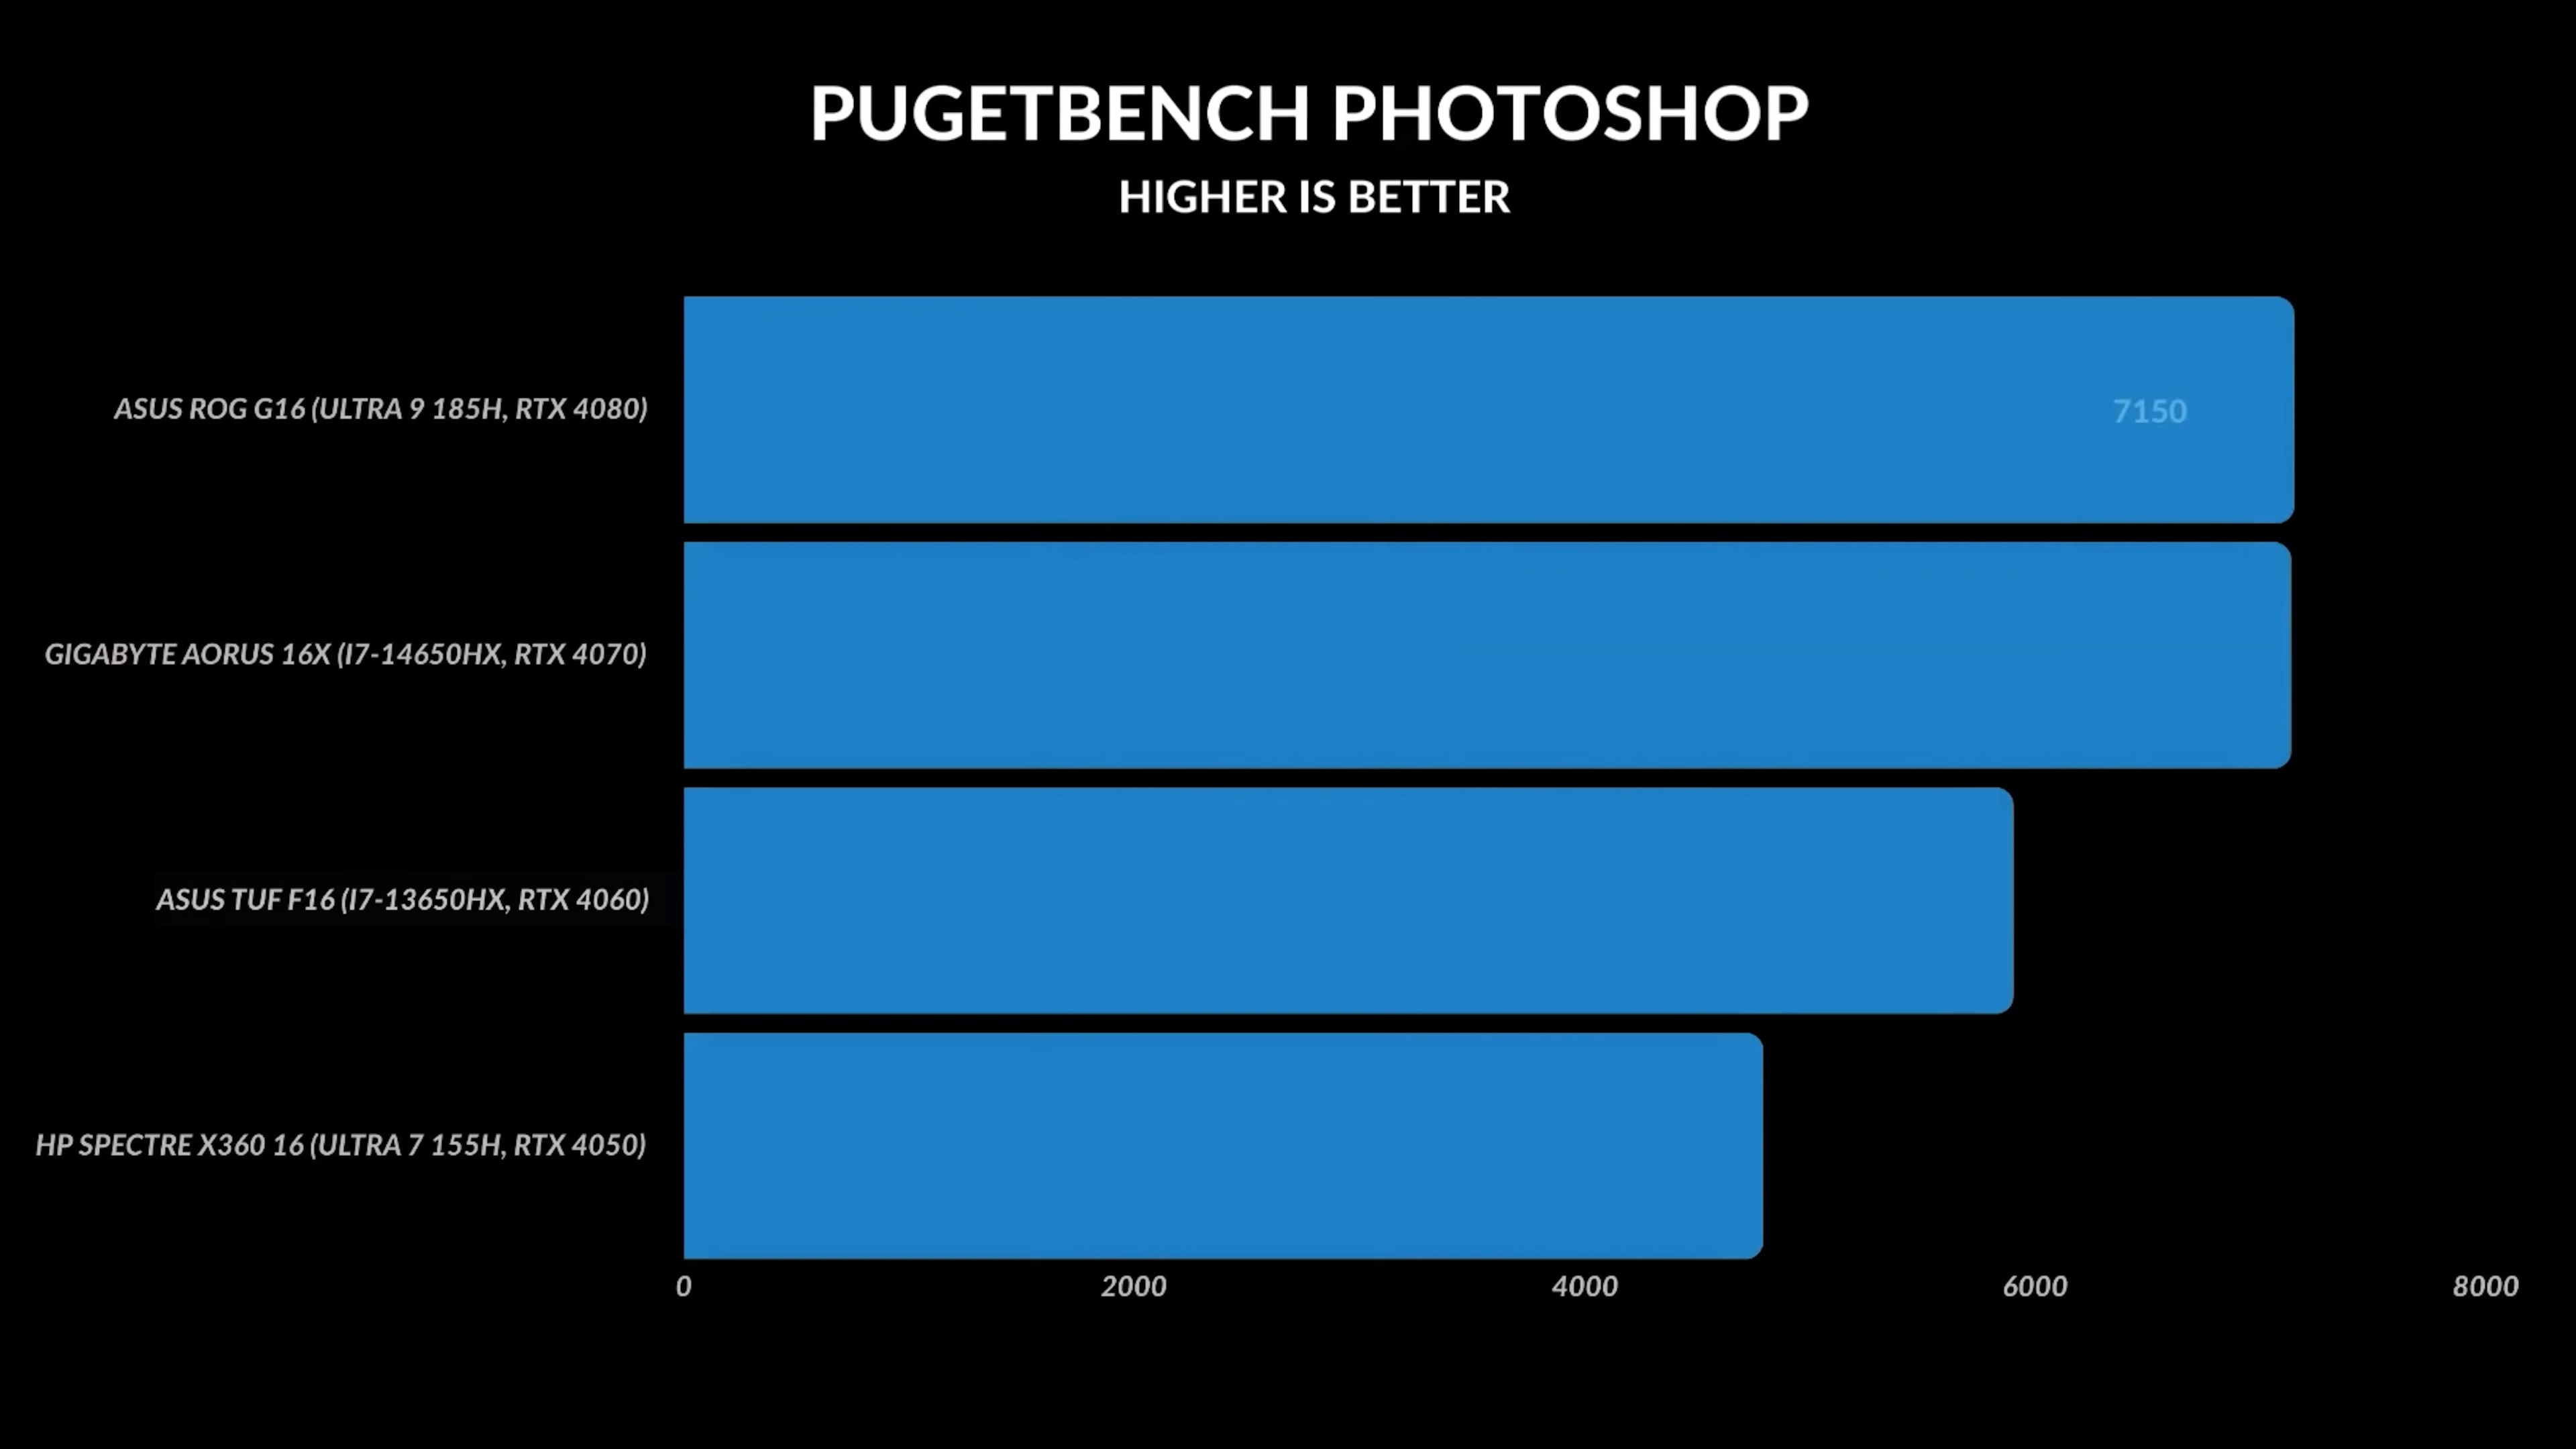 PUGETBENCH PHOTOSHOP
HIGHER IS BETTER
ASUS ROG G16 (ULTRA 9 185H, RTX 4080)
7150
GIGABYTE AORUS 16X (I7-14650HX, RTX 4070)
ASUS TUF F16 (I7-13650HX, RTX 4060)
HP SPECTRE X360 16 (ULTRA 7 155H, RTX 4050)
0 2000 4000 6000 8000